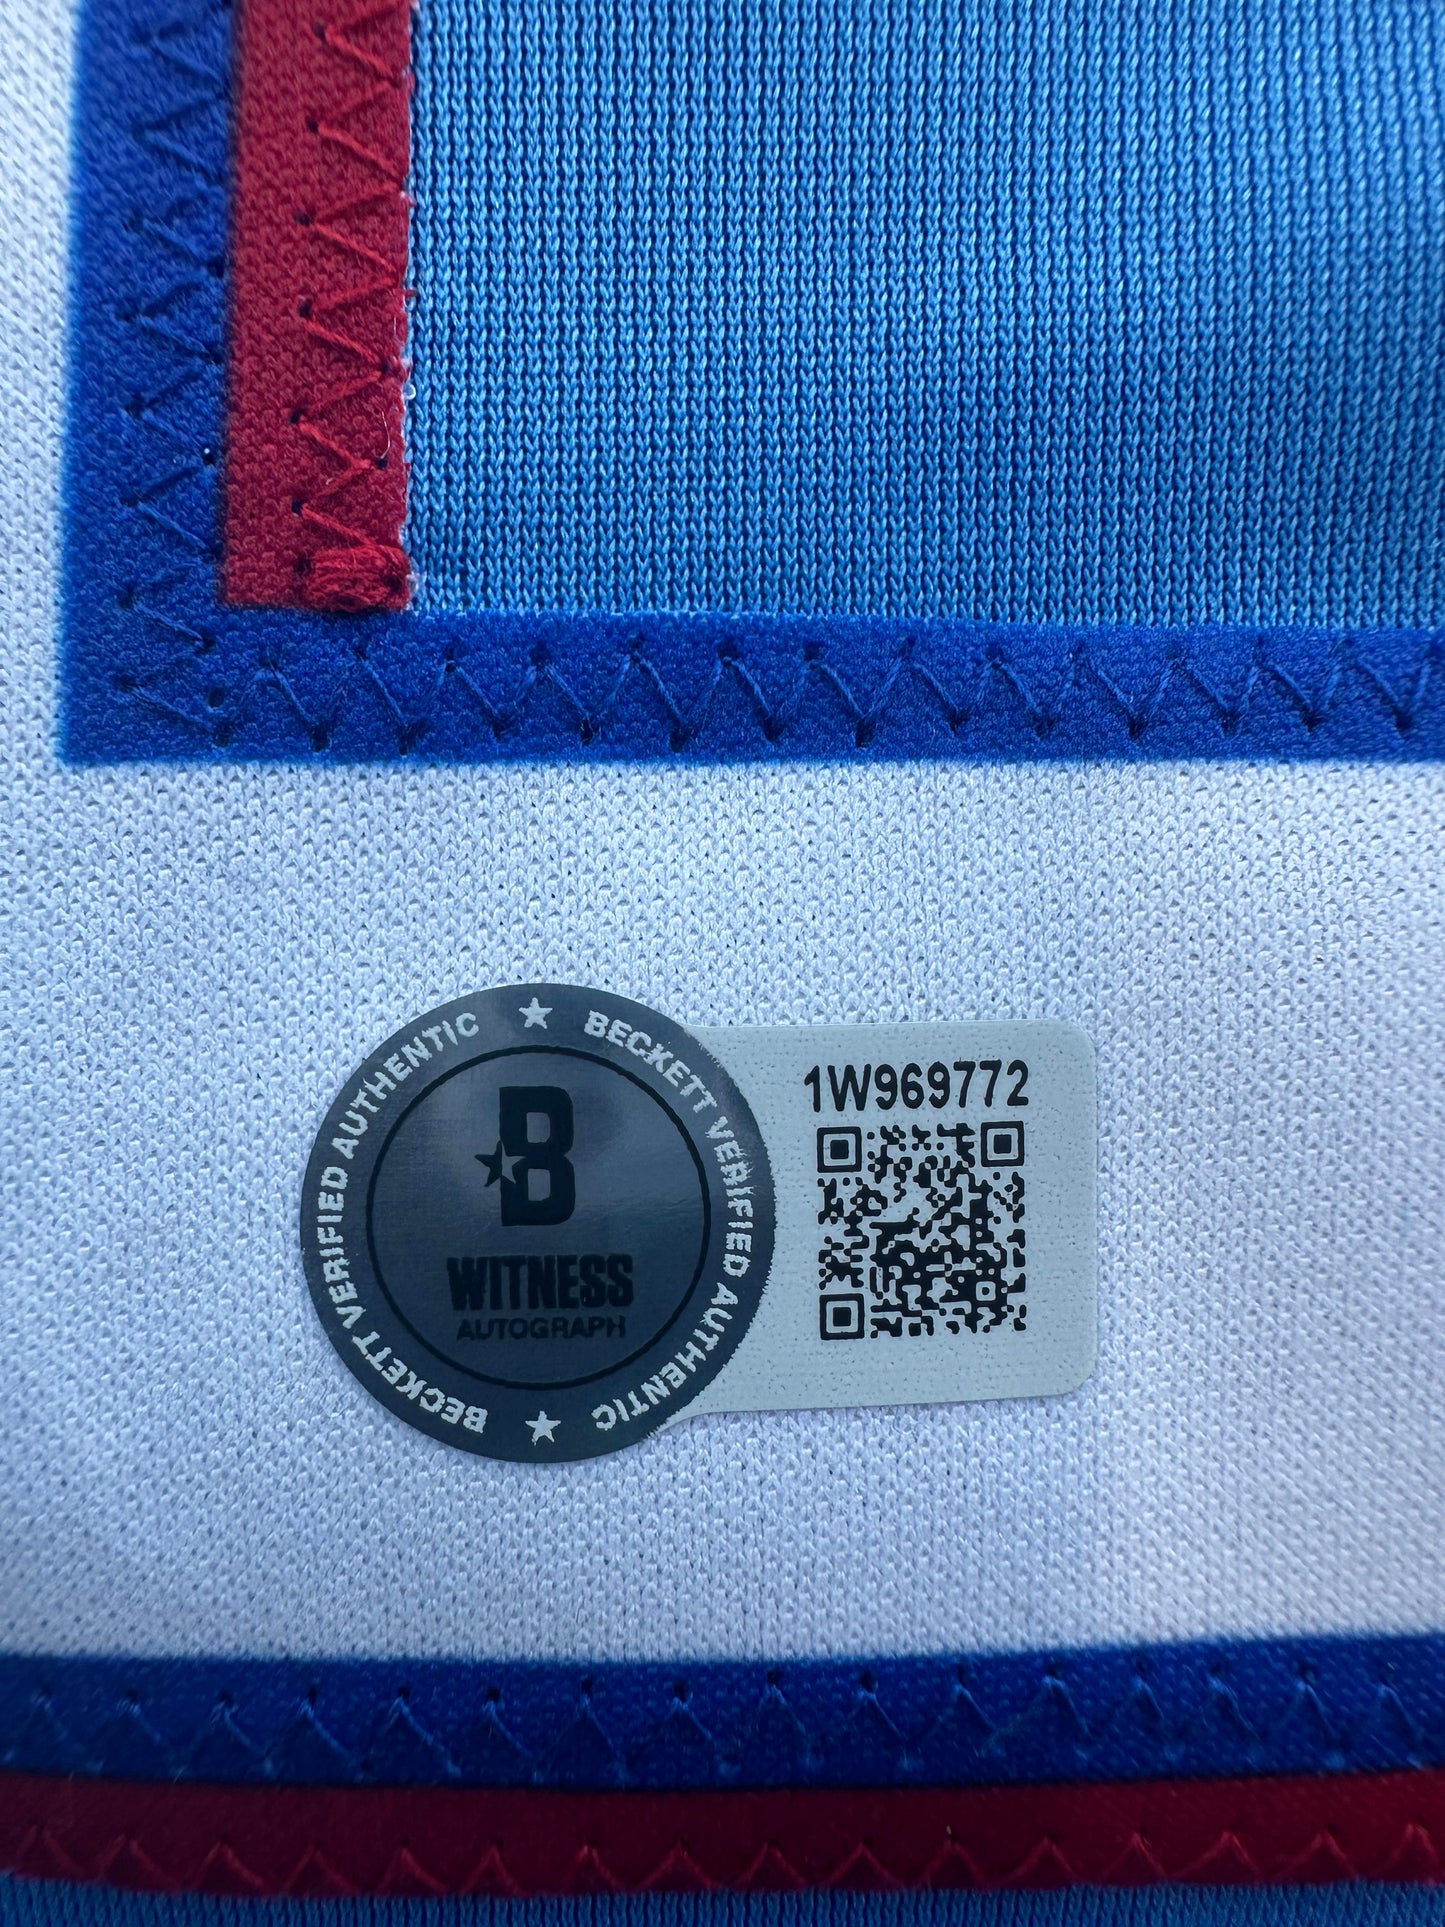 BECKETT VERIFIED AUTHENTIC ★ BECKETT VERIFIED AUTHENTIC ★
B
WITNESS
AUTOGRAPH
1W969772